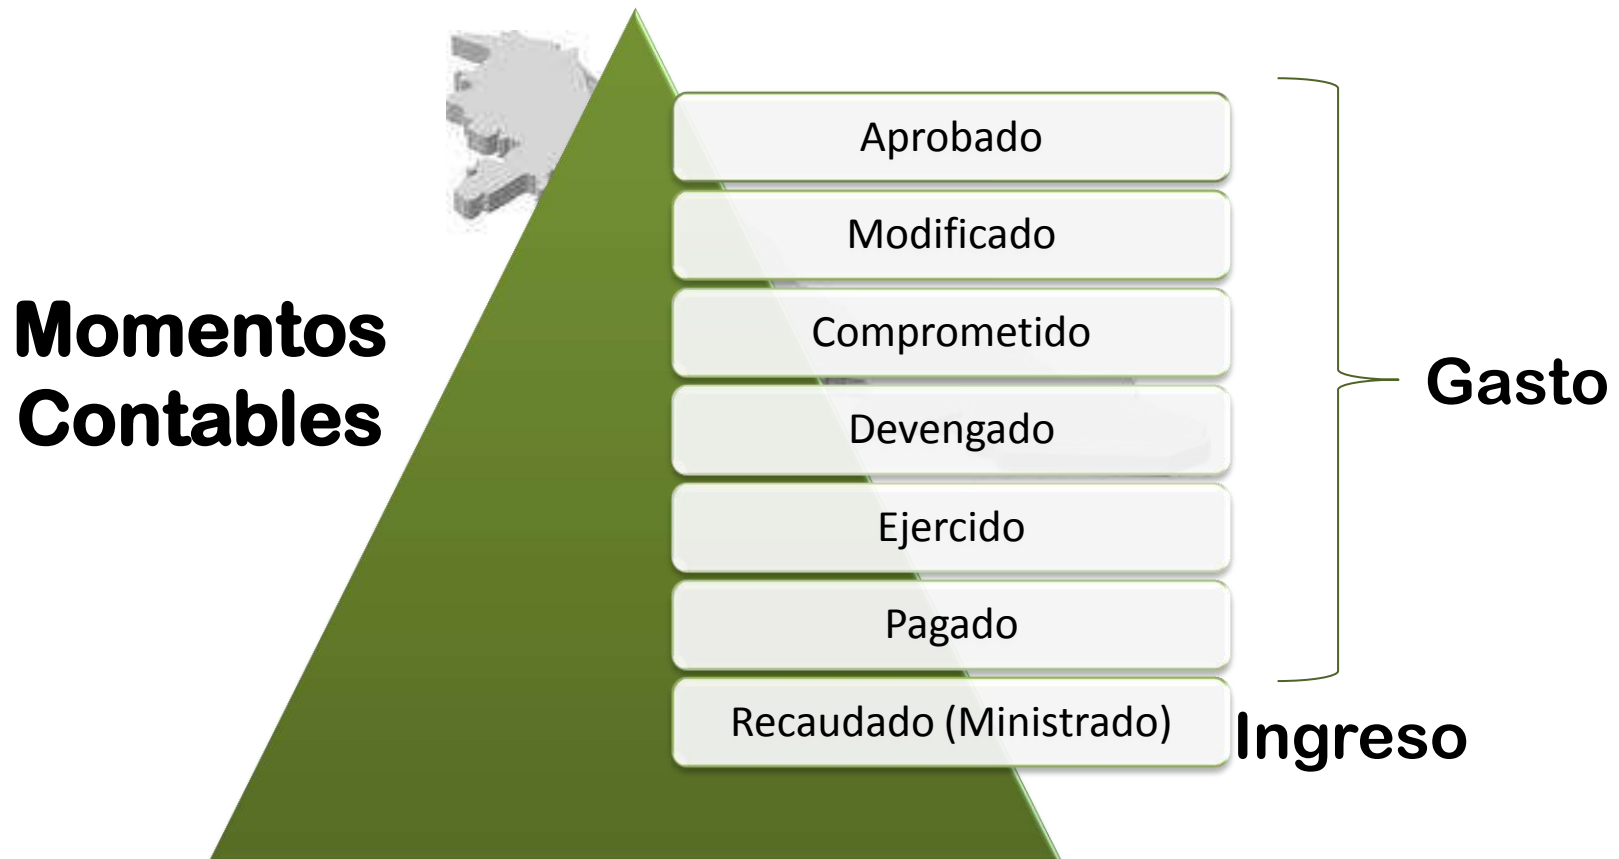 Momentos
Contables
Aprobado
Modificado
Comprometido
Devengado
Ejercido
Pagado
Recaudado (Ministrado)
Gasto
Ingreso